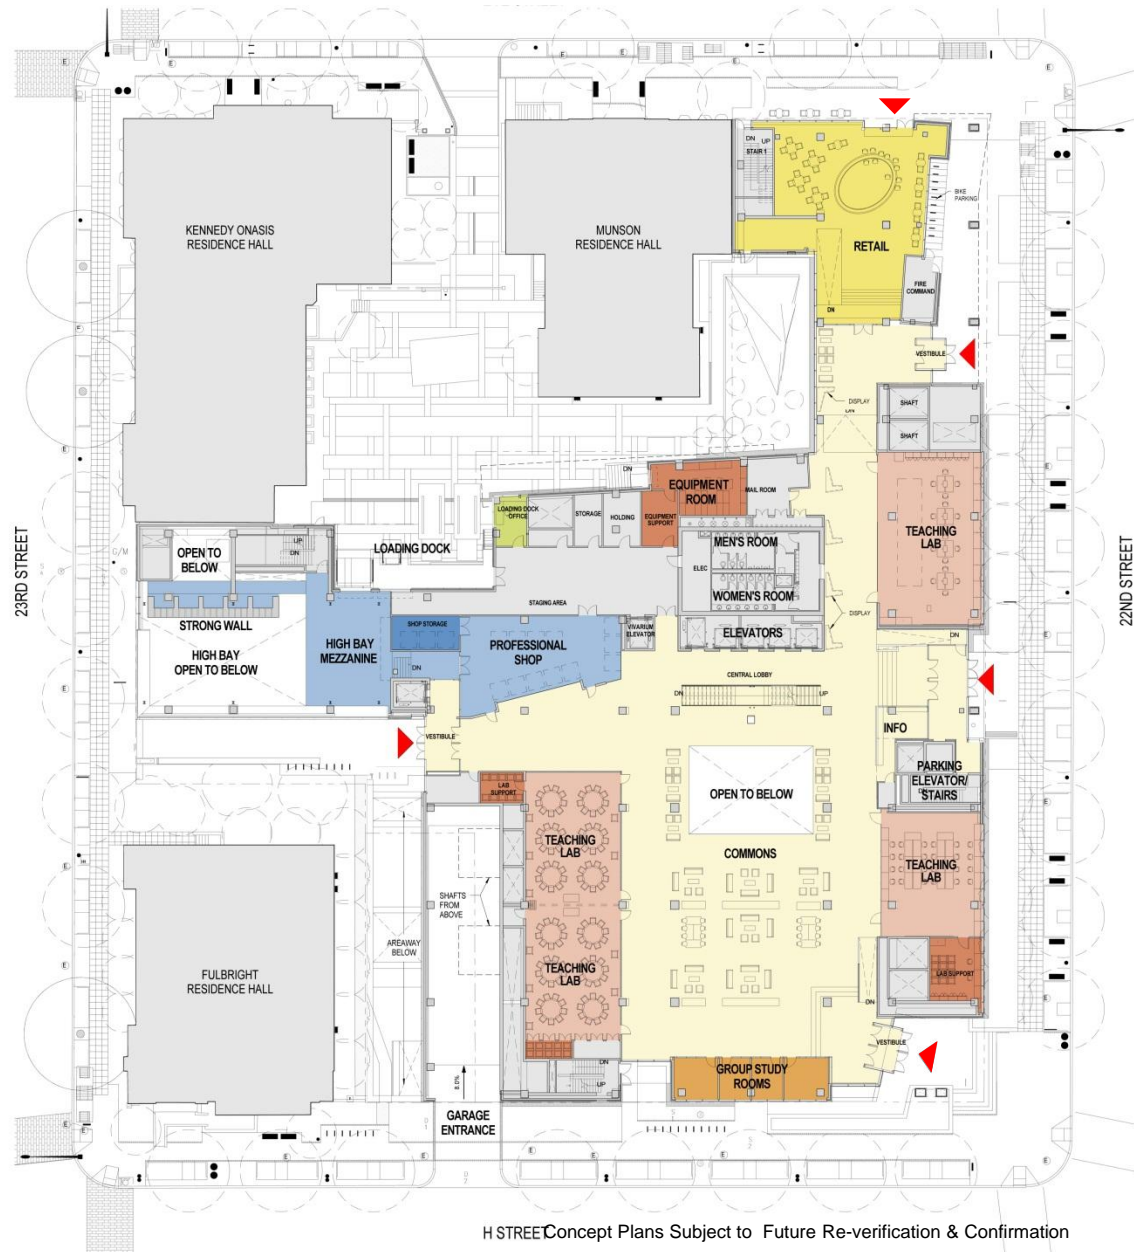 DN
UP
STAIR 1
BIKE
PARKING
KENNEDY ONASIS
RESIDENCE HALL
MUNSON
RESIDENCE HALL
RETAIL
FIRE
COMMAND
DN
VESTIBULE
SHAFT
DISPLAY
SHAFT
DN
EQUIPMENT
ROOM
MAIL ROOM
LOADING DOCK
OFFICE
STORAGE
HOLDING
EQUIPMENT
SUPPORT
TEACHING
LAB
23RD STREET
22ND STREET
G/M
OPEN TO
BELOW
UP
DN
LOADING DOCK
MEN'S ROOM
ELEC
WOMEN'S ROOM
STAGING AREA
DISPLAY
STRONG WALL
SHOP STORAGE
VIVARIUM
ELEVATOR
ELEVATORS
DN
HIGH BAY
OPEN TO BELOW
HIGH BAY
MEZZANINE
PROFESSIONAL
SHOP
DN
CENTRAL LOBBY
DN
UP
INFO
VESTIBULE
PARKING
ELEVATOR/
STAIRS
LAB
SUPPORT
OPEN TO BELOW
TEACHING
LAB
COMMONS
TEACHING
LAB
SHAFTS
FROM
ABOVE
AREAWAY
BELOW
FULBRIGHT
RESIDENCE HALL
TEACHING
LAB
LAB SUPPORT
DN
VESTIBULE
DN
UP
GROUP STUDY
ROOMS
8.0%
GARAGE
ENTRANCE
H STREET
Concept Plans Subject to Future Re-verification & Confirmation